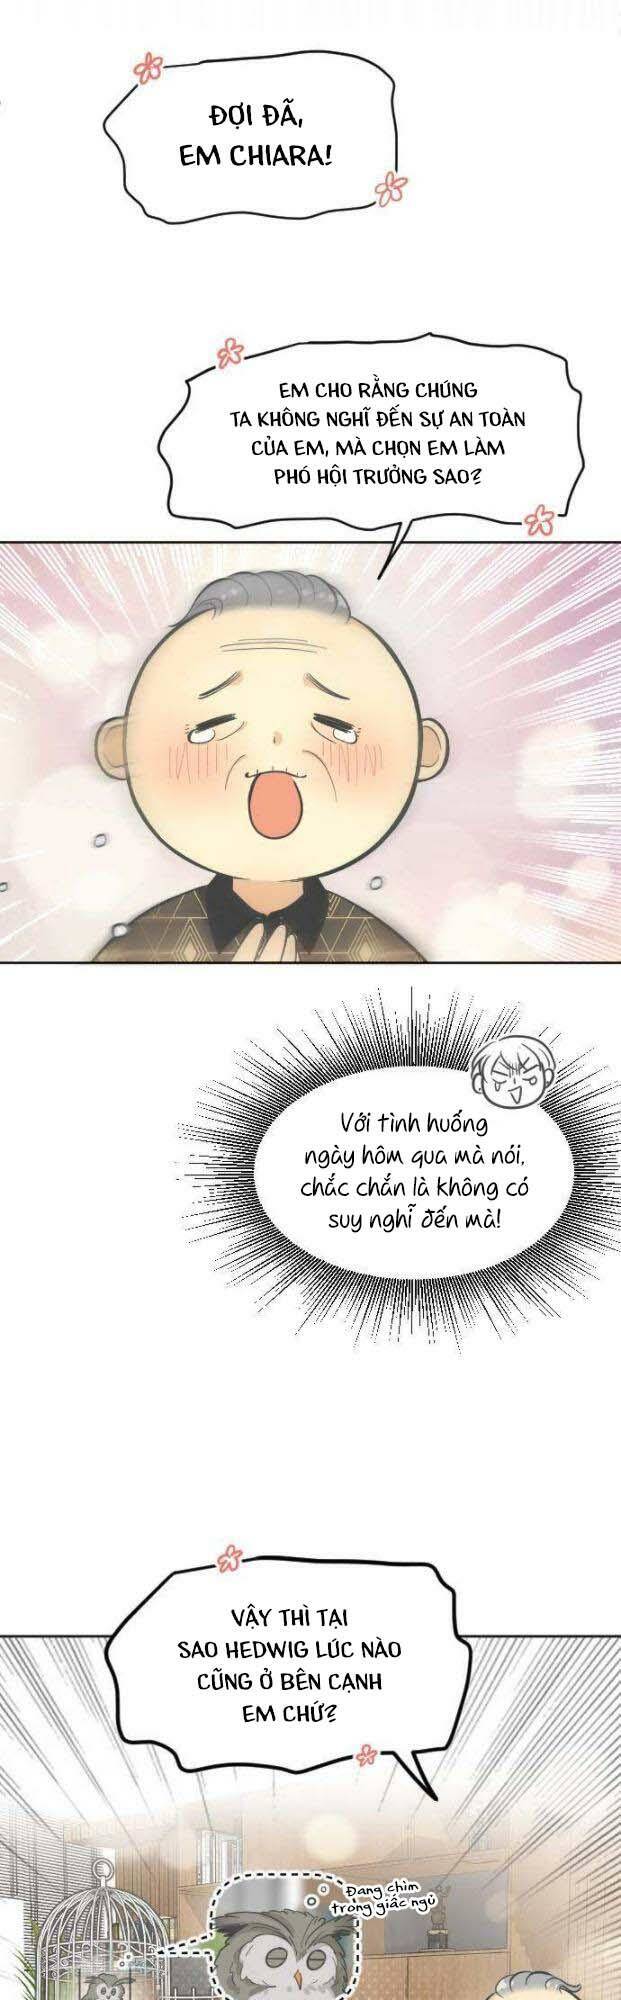 ĐỢI ĐÃ,
EM CHIARA!
EM CHO RẰNG CHÚNG
TA KHÔNG NGHĨ ĐẾN SỰ AN TOÀN
CỦA EM, MÀ CHỌN EM LÀM
PHÓ HỘI TRƯỞNG SAO?
Với tình huống
ngày hôm qua mà nói,
chắc chắn là không có
suy nghĩ đến mà!
VẬY THÌ TẠI
SAO HEDWIG LÚC NÀO
CŨNG Ở BÊN CẠNH
EM CHỨ?
Đang chìm
trong giấc ngủ